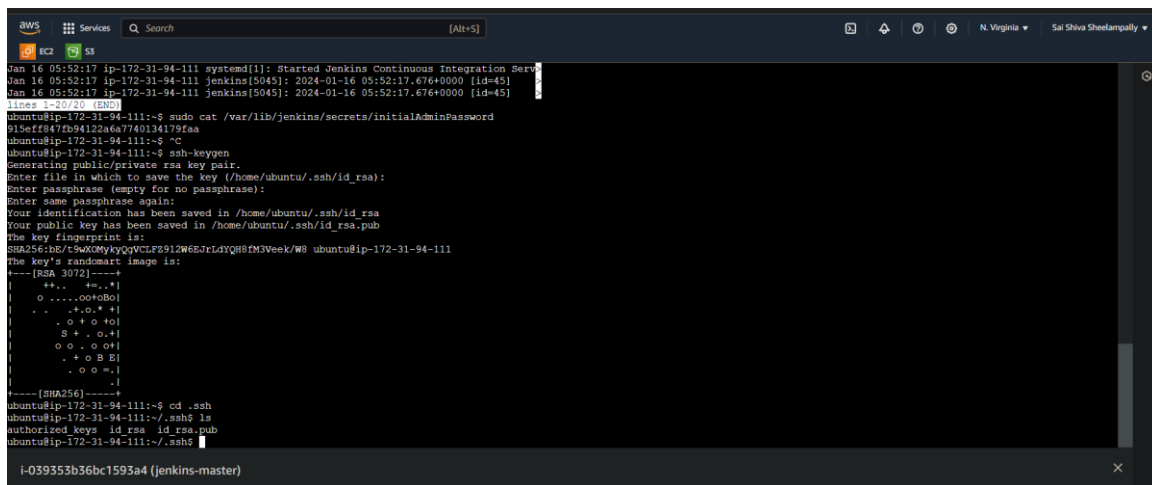 aws Services Search [Alt+S] N. Virginia Sai Shiva Sheelampally
EC2 S3
Jan 16 05:52:17 ip-172-31-94-111 systemd[1]: Started Jenkins Continuous Integration Serv>
Jan 16 05:52:17 ip-172-31-94-111 jenkins[5045]: 2024-01-16 05:52:17.676+0000 [id=45]     >
Jan 16 05:52:17 ip-172-31-94-111 jenkins[5045]: 2024-01-16 05:52:17.676+0000 [id=45]     >
lines 1-20/20 (END)
ubuntu@ip-172-31-94-111:~$ sudo cat /var/lib/jenkins/secrets/initialAdminPassword
915eff847fb94122a6a7740134179faa
ubuntu@ip-172-31-94-111:~$ ^C
ubuntu@ip-172-31-94-111:~$ ssh-keygen
Generating public/private rsa key pair.
Enter file in which to save the key (/home/ubuntu/.ssh/id_rsa):
Enter passphrase (empty for no passphrase):
Enter same passphrase again:
Your identification has been saved in /home/ubuntu/.ssh/id_rsa
Your public key has been saved in /home/ubuntu/.ssh/id_rsa.pub
The key fingerprint is:
SHA256:bE/t9wXOMykyQgVCLFZ912W6EJrLdYQH8fM3Veek/W8 ubuntu@ip-172-31-94-111
The key's randomart image is:
+---[RSA 3072]----+
|    ++..   +=..*|
|   o .....oo+oBo|
|  . .   .+.o.* +|
|       . o + o +o|
|        S + . o.+|
|       o o . o o+|
|        . + o B E|
|         . o o =.|
|                .|
+----[SHA256]-----+
ubuntu@ip-172-31-94-111:~$ cd .ssh
ubuntu@ip-172-31-94-111:~/.ssh$ ls
authorized_keys  id_rsa  id_rsa.pub
ubuntu@ip-172-31-94-111:~/.ssh$
i-039353b36bc1593a4 (jenkins-master)